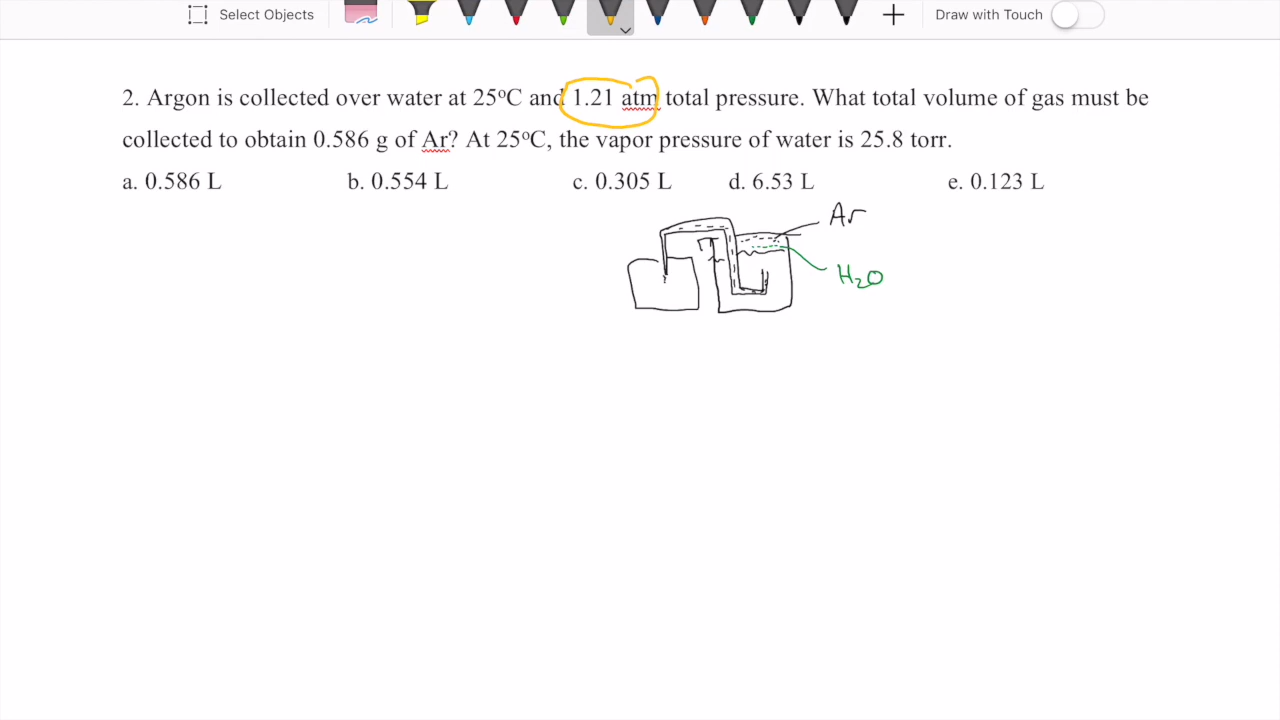 Select Objects
Draw with Touch
2. Argon is collected over water at 25°C and 1.21 atm total pressure. What total volume of gas must be
collected to obtain 0.586 g of Ar? At 25°C, the vapor pressure of water is 25.8 torr.
a. 0.586 L b. 0.554 L c. 0.305 L d. 6.53 L e. 0.123 L
Ar
H₂O